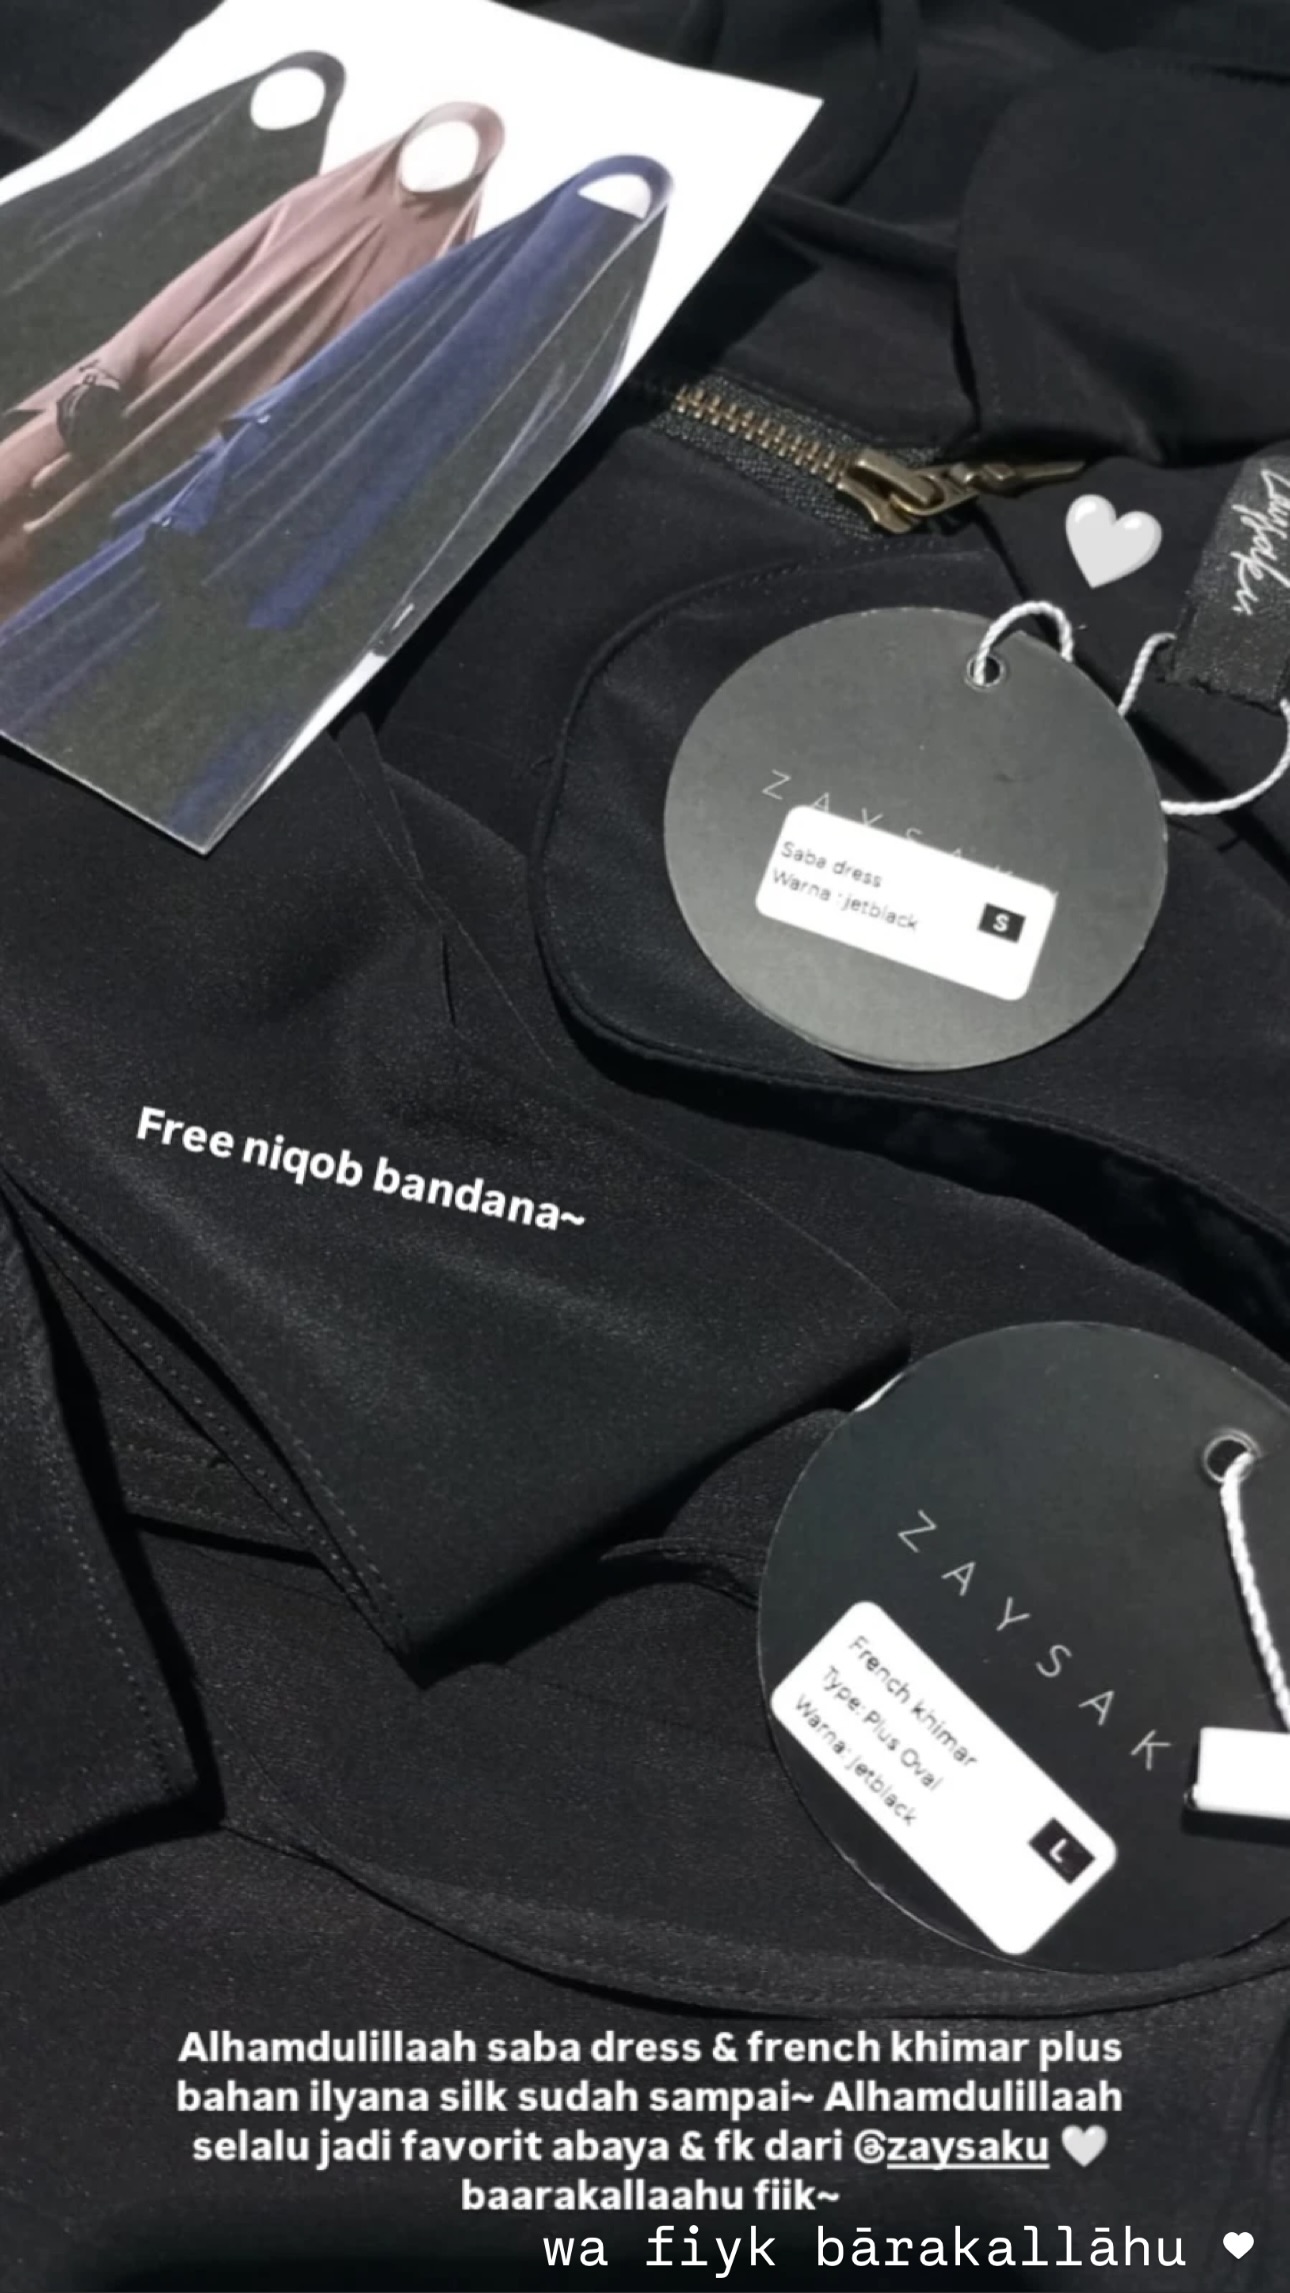 Zaysaku
Z A Y S A K U
Saba dress
Warna : jetblack
S
Free niqob bandana~
Z A Y S A K
French khimar
Type: Plus Oval
Warna: jetblack
L
Alhamdulillaah saba dress & french khimar plus
bahan ilyana silk sudah sampai~ Alhamdulillaah
selalu jadi favorit abaya & fk dari @zaysaku 🤍
baarakallaahu fiik~
wa fiyk bārakallāhu ♥